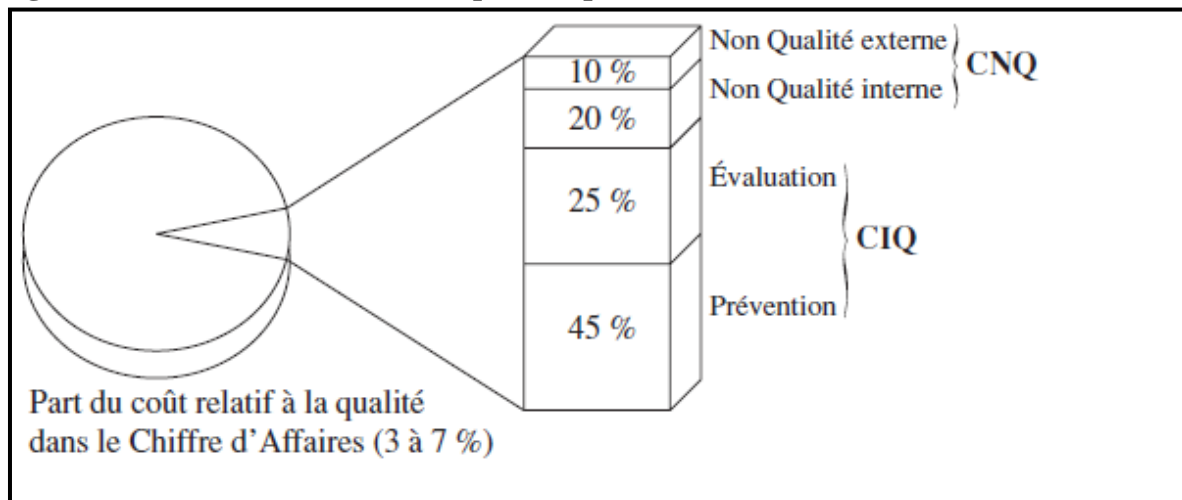 Non Qualité externe
CNQ
10 %
Non Qualité interne
20 %
Évaluation
25 %
CIQ
Prévention
45 %
Part du coût relatif à la qualité
dans le Chiffre d'Affaires (3 à 7 %)